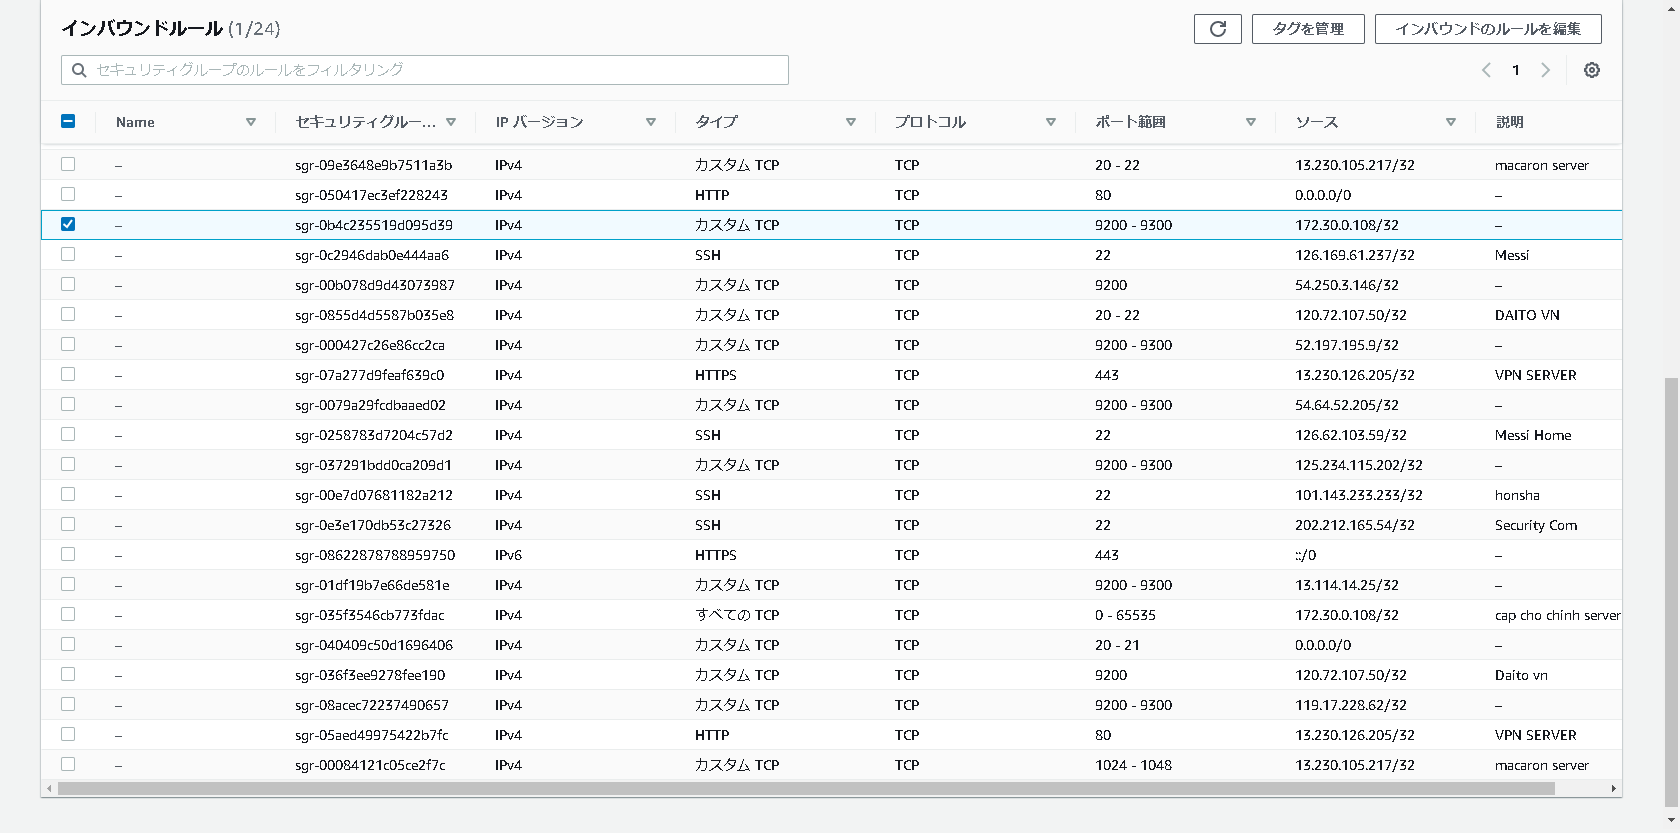 インバウンドルール (1/24)
タグを管理
インバウンドのルールを編集
セキュリティグループのルールをフィルタリング
1
Name セキュリティグルー... IP バージョン タイプ プロトコル ポート範囲 ソース 説明
– sgr-09e3648e9b7511a3b IPv4 カスタム TCP TCP 20 - 22 13.230.105.217/32 macaron server
– sgr-050417ec3ef228243 IPv4 HTTP TCP 80 0.0.0.0/0 –
– sgr-0b4c235519d095d39 IPv4 カスタム TCP TCP 9200 - 9300 172.30.0.108/32 –
– sgr-0c2946dab0e444aa6 IPv4 SSH TCP 22 126.169.61.237/32 Messi
– sgr-00b078d9d43073987 IPv4 カスタム TCP TCP 9200 54.250.3.146/32 –
– sgr-0855d4d5587b035e8 IPv4 カスタム TCP TCP 20 - 22 120.72.107.50/32 DAITO VN
– sgr-000427c26e86cc2ca IPv4 カスタム TCP TCP 9200 - 9300 52.197.195.9/32 –
– sgr-07a277d9feaf639c0 IPv4 HTTPS TCP 443 13.230.126.205/32 VPN SERVER
– sgr-0079a29fcdbaaed02 IPv4 カスタム TCP TCP 9200 - 9300 54.64.52.205/32 –
– sgr-0258783d7204c57d2 IPv4 SSH TCP 22 126.62.103.59/32 Messi Home
– sgr-037291bdd0ca209d1 IPv4 カスタム TCP TCP 9200 - 9300 125.234.115.202/32 –
– sgr-00e7d07681182a212 IPv4 SSH TCP 22 101.143.233.233/32 honsha
– sgr-0e3e170db53c27326 IPv4 SSH TCP 22 202.212.165.54/32 Security Com
– sgr-08622878788959750 IPv6 HTTPS TCP 443 ::/0 –
– sgr-01df19b7e66de581e IPv4 カスタム TCP TCP 9200 - 9300 13.114.14.25/32 –
– sgr-035f3546cb773fdac IPv4 すべての TCP TCP 0 - 65535 172.30.0.108/32 cap cho chinh server
– sgr-040409c50d1696406 IPv4 カスタム TCP TCP 20 - 21 0.0.0.0/0 –
– sgr-036f3ee9278fee190 IPv4 カスタム TCP TCP 9200 120.72.107.50/32 Daito vn
– sgr-08acec72237490657 IPv4 カスタム TCP TCP 9200 - 9300 119.17.228.62/32 –
– sgr-05aed49975422b7fc IPv4 HTTP TCP 80 13.230.126.205/32 VPN SERVER
– sgr-00084121c05ce2f7c IPv4 カスタム TCP TCP 1024 - 1048 13.230.105.217/32 macaron server